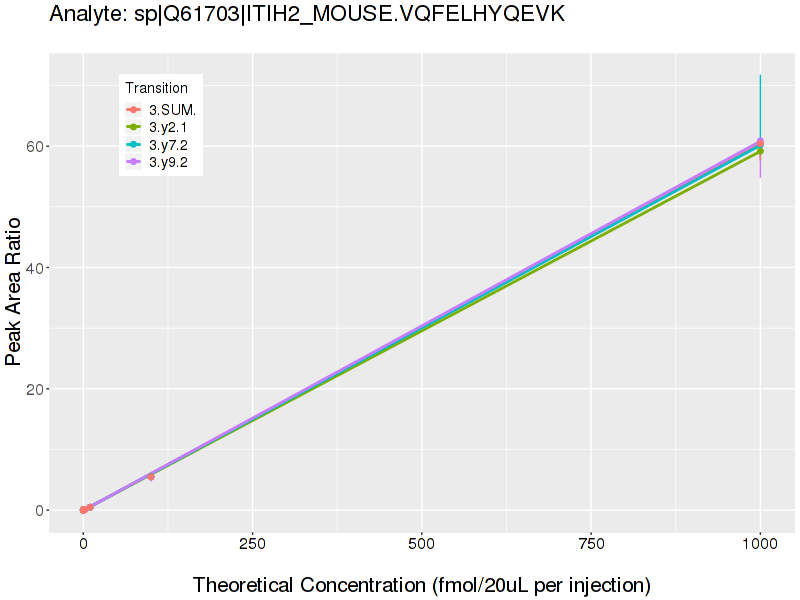 Analyte: sp|Q61703|ITIH2_MOUSE.VQFELHYQEVK
Transition
3.SUM.
3.y2.1
3.y7.2
3.y9.2
Peak Area Ratio
60
40
20
0
0 250 500 750 1000
Theoretical Concentration (fmol/20uL per injection)